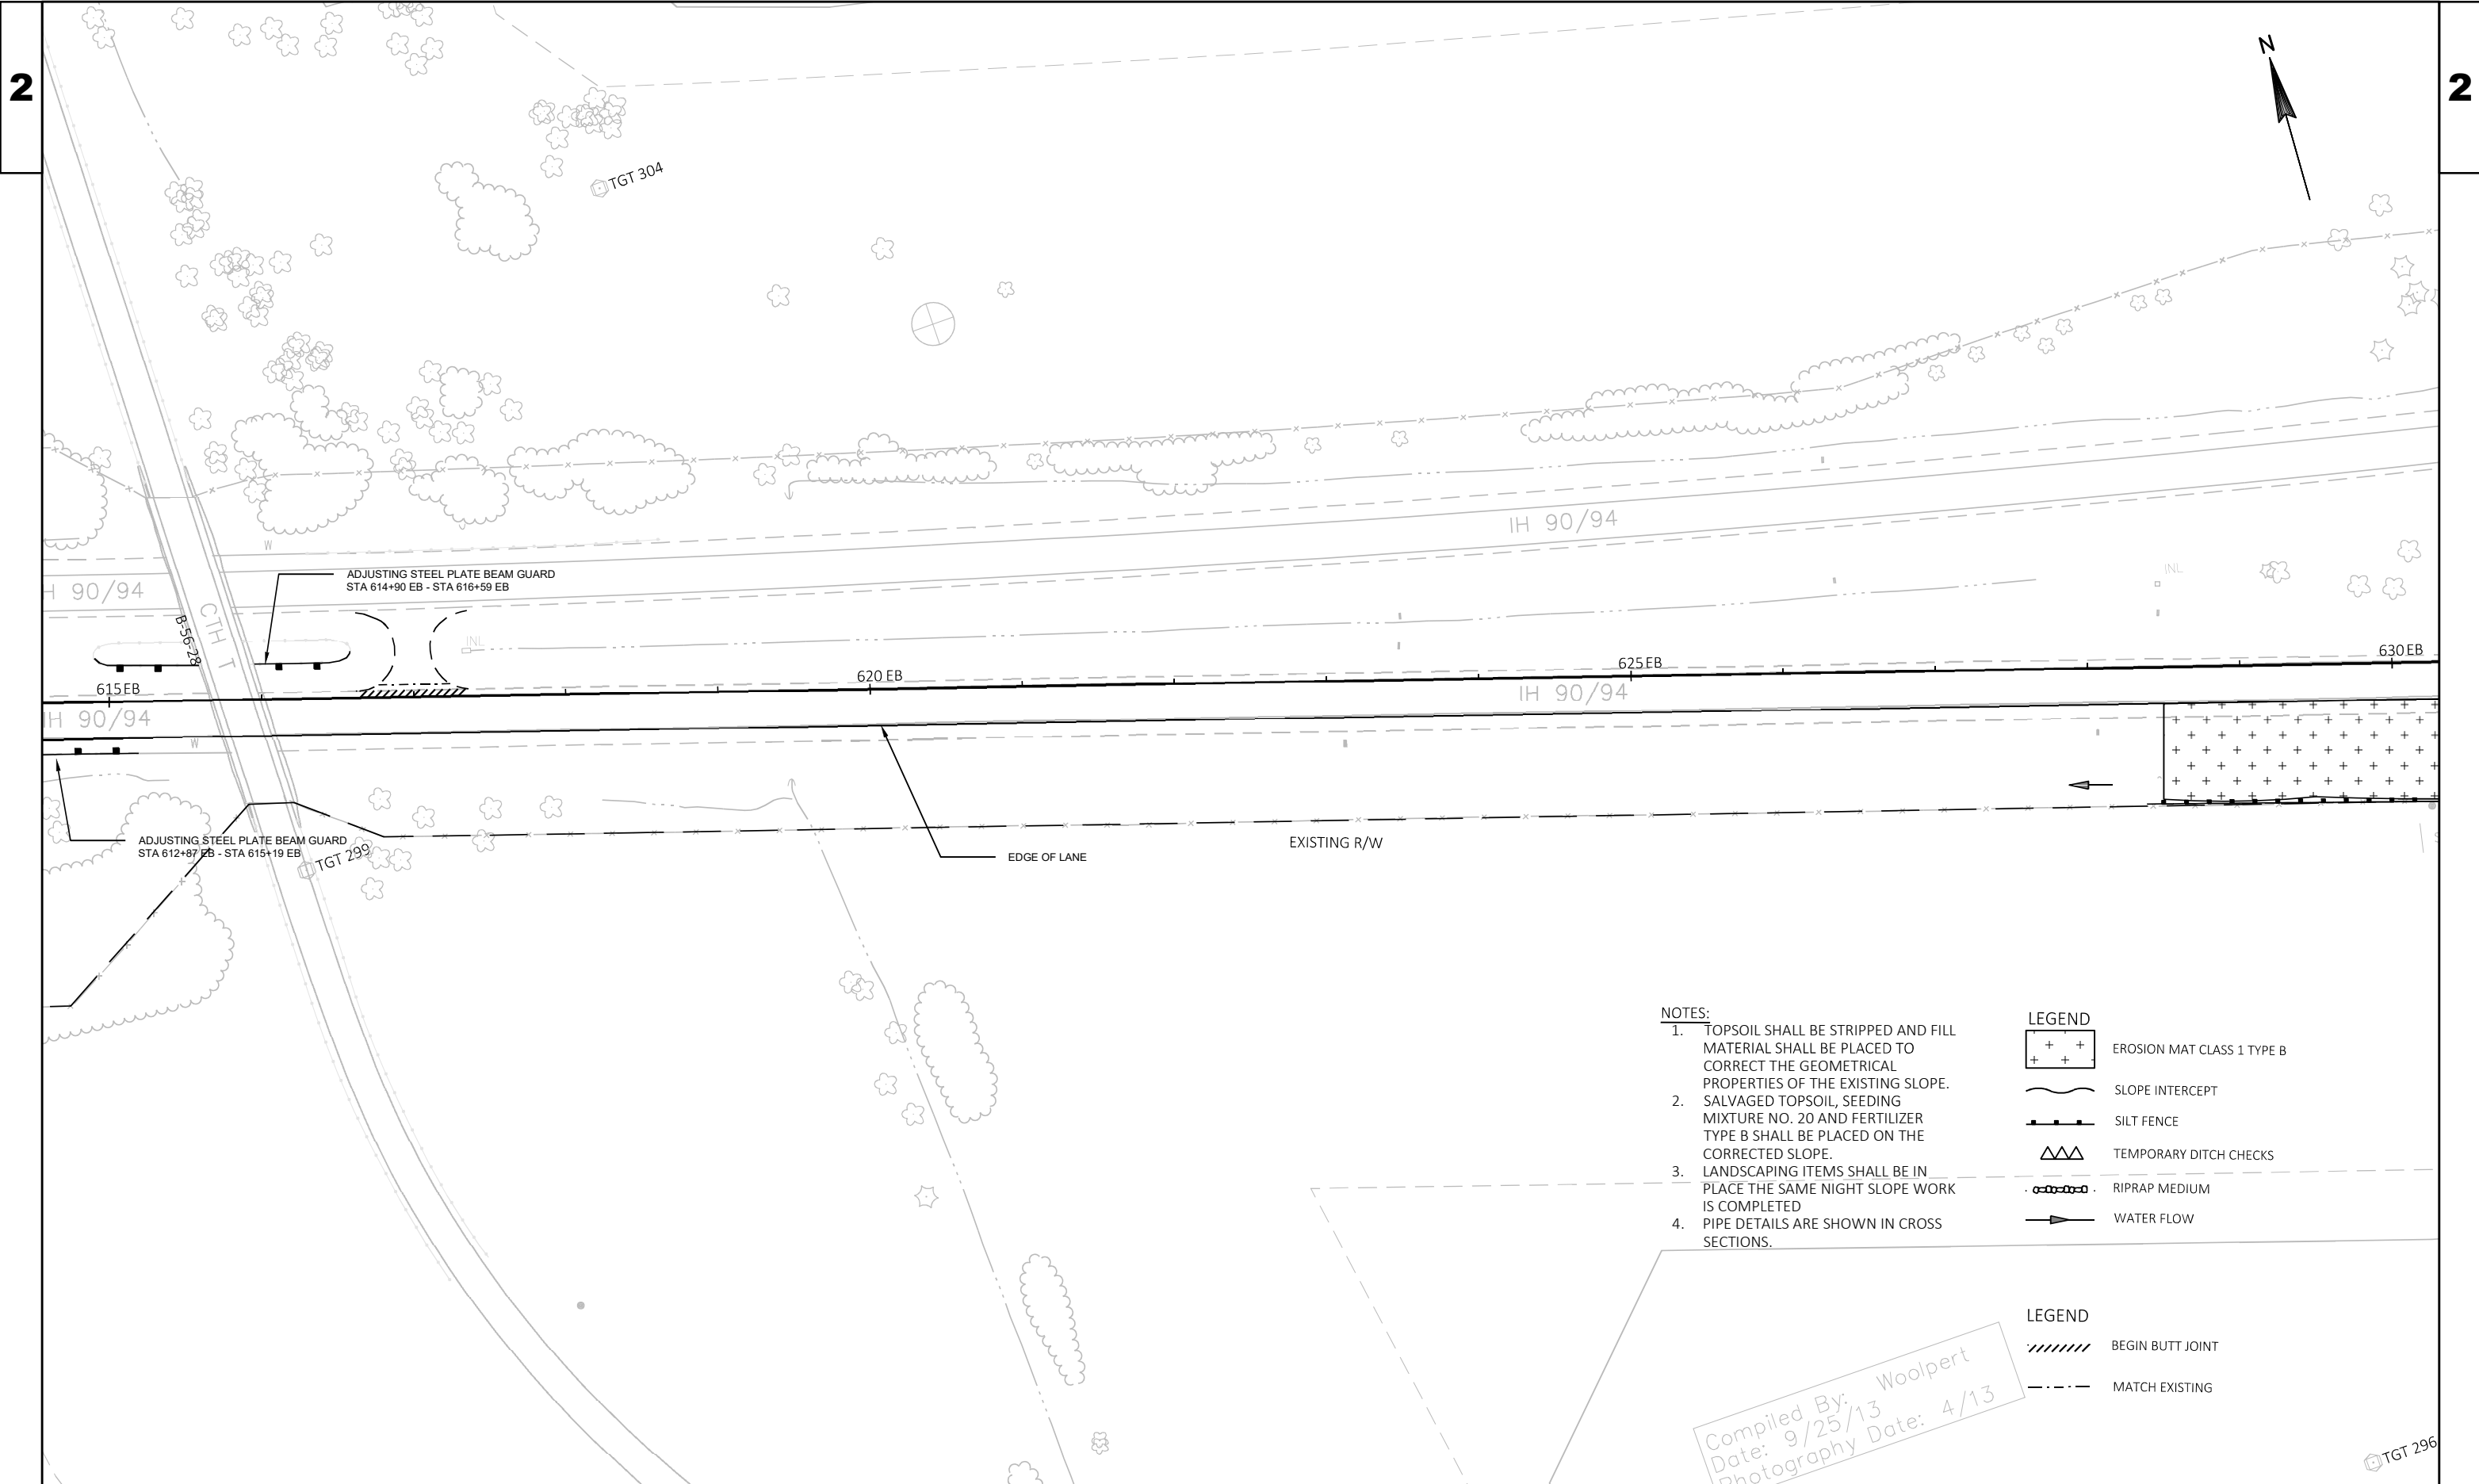 2
2
N
TGT 304
IH 90/94
ADJUSTING STEEL PLATE BEAM GUARD
STA 614+90 EB - STA 616+59 EB
W
H 90/94
CTH T
B-56-28
INL
INL
615EB
620 EB
625EB
630EB
IH 90/94
IH 90/94
W
ADJUSTING STEEL PLATE BEAM GUARD
STA 612+87 EB - STA 615+19 EB
TGT 299
EDGE OF LANE
EXISTING R/W
S
NOTES:
1. TOPSOIL SHALL BE STRIPPED AND FILL
MATERIAL SHALL BE PLACED TO
CORRECT THE GEOMETRICAL
PROPERTIES OF THE EXISTING SLOPE.
2. SALVAGED TOPSOIL, SEEDING
MIXTURE NO. 20 AND FERTILIZER
TYPE B SHALL BE PLACED ON THE
CORRECTED SLOPE.
3. LANDSCAPING ITEMS SHALL BE IN
PLACE THE SAME NIGHT SLOPE WORK
IS COMPLETED
4. PIPE DETAILS ARE SHOWN IN CROSS
SECTIONS.
LEGEND
EROSION MAT CLASS 1 TYPE B
SLOPE INTERCEPT
SILT FENCE
TEMPORARY DITCH CHECKS
RIPRAP MEDIUM
WATER FLOW
LEGEND
BEGIN BUTT JOINT
MATCH EXISTING
Compiled By: Woolpert
Date: 9/25/13
Photography Date: 4/13
TGT 296